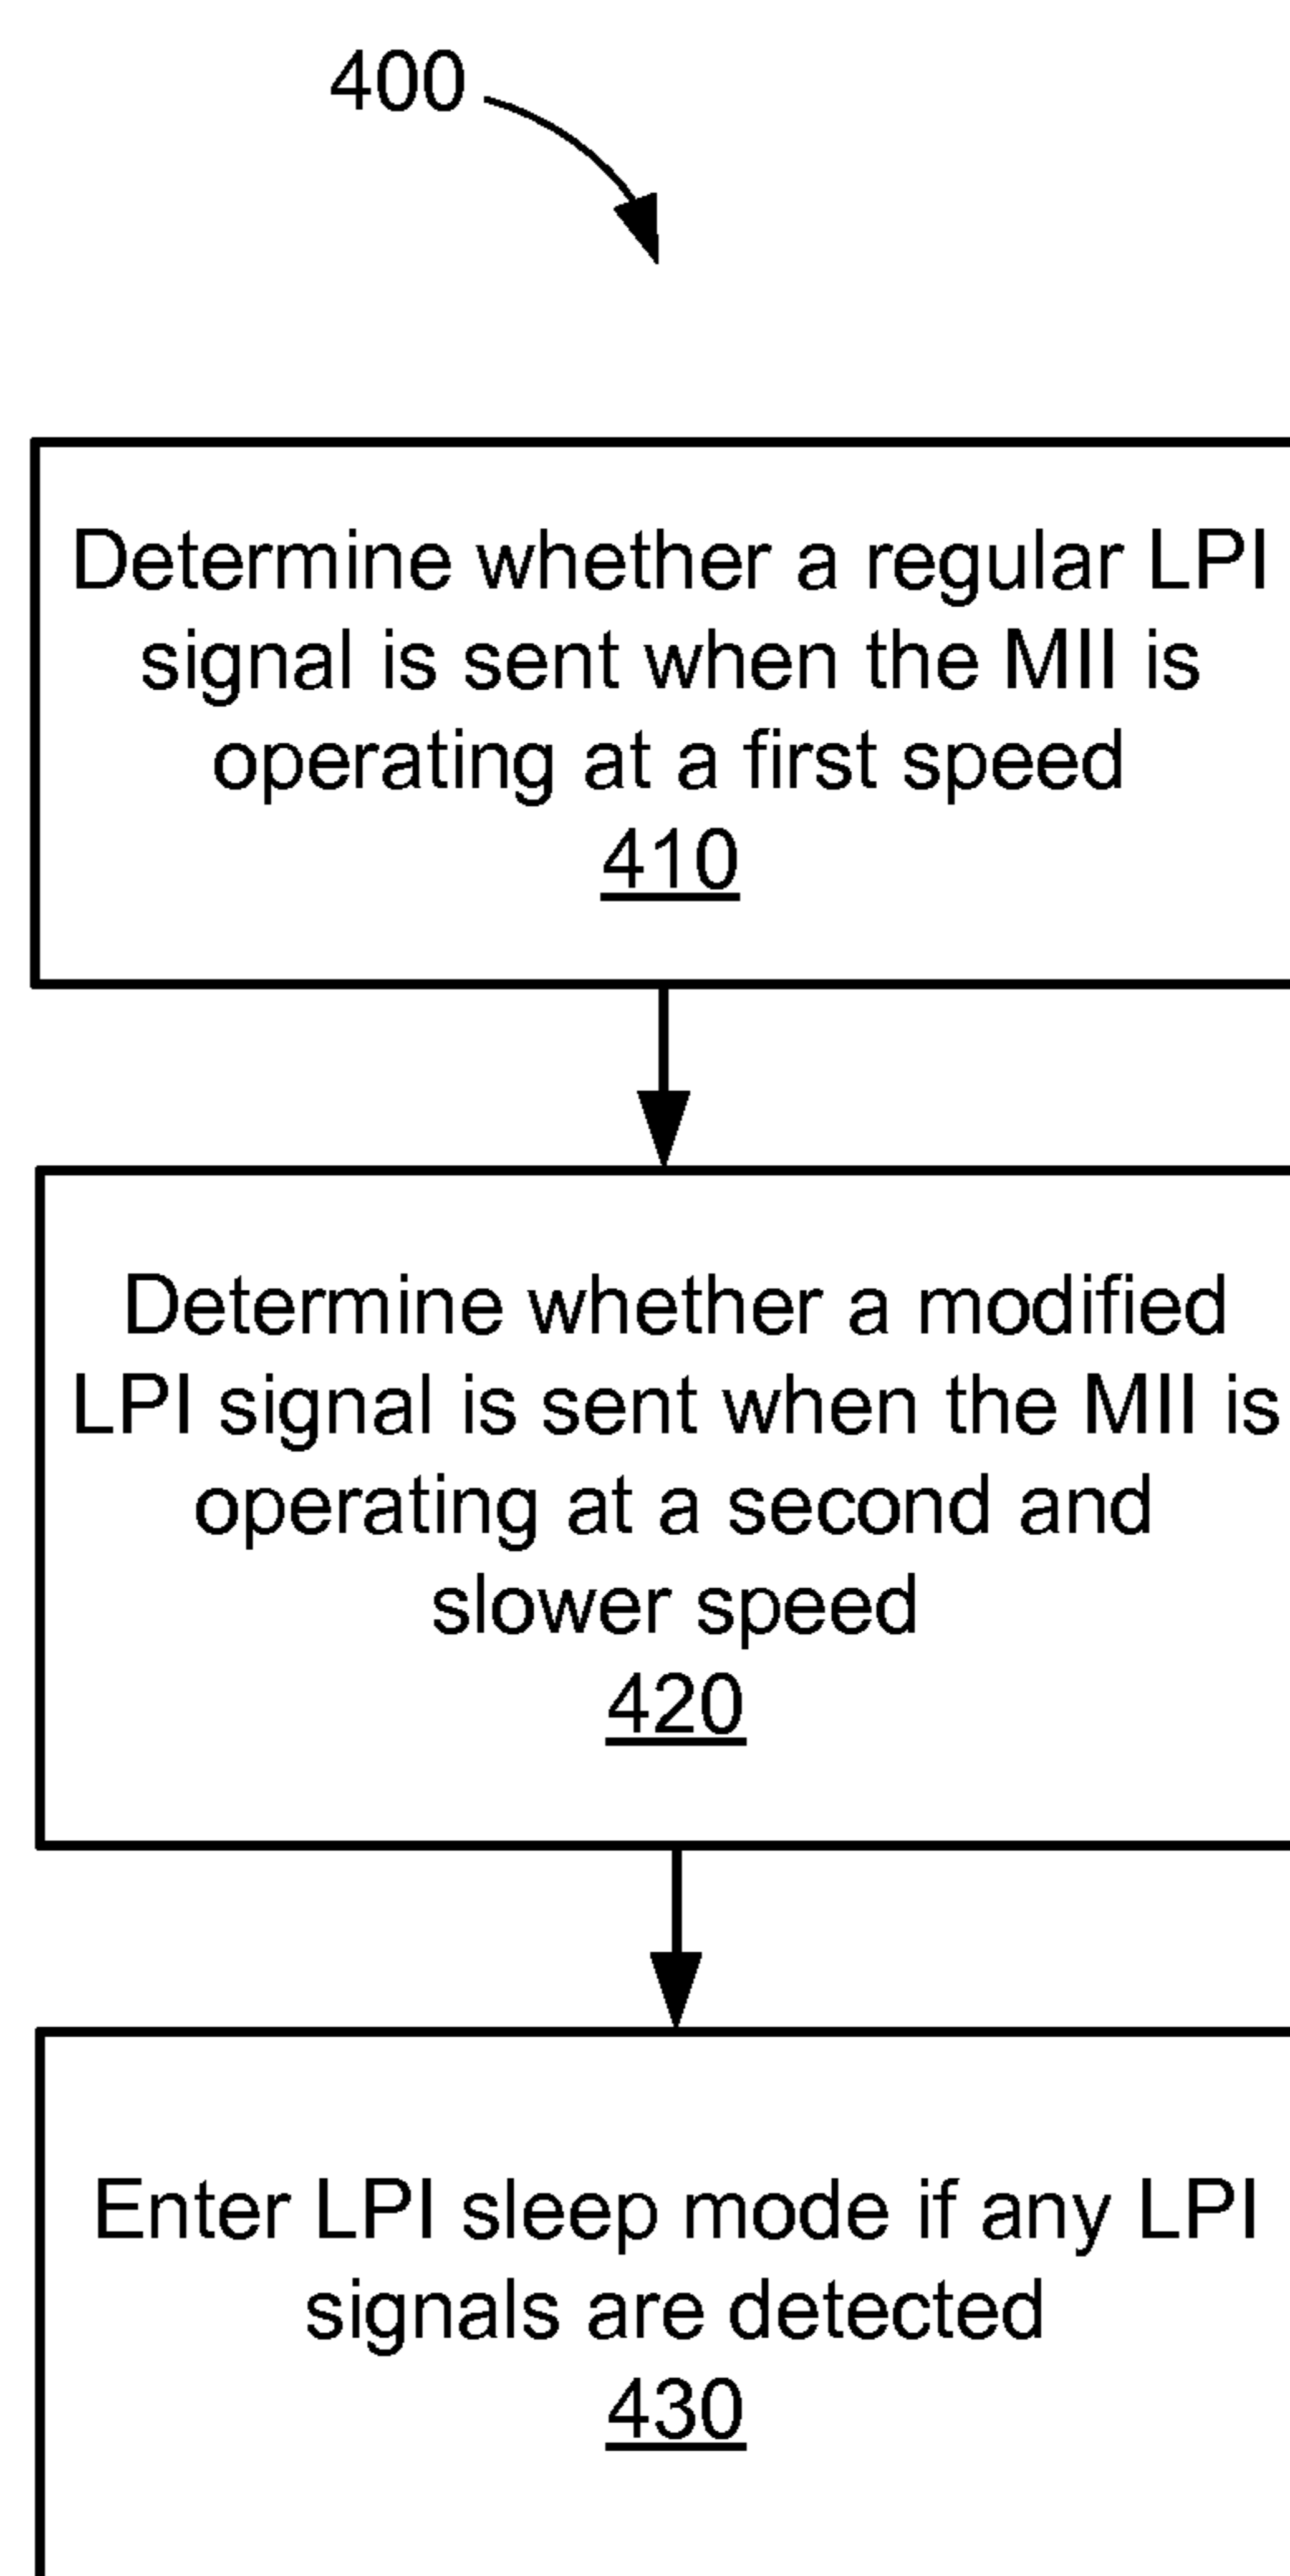 400
Determine whether a regular LPI
signal is sent when the MII is
operating at a first speed
410
Determine whether a modified
LPI signal is sent when the MII is
operating at a second and
slower speed
420
Enter LPI sleep mode if any LPI
signals are detected
430